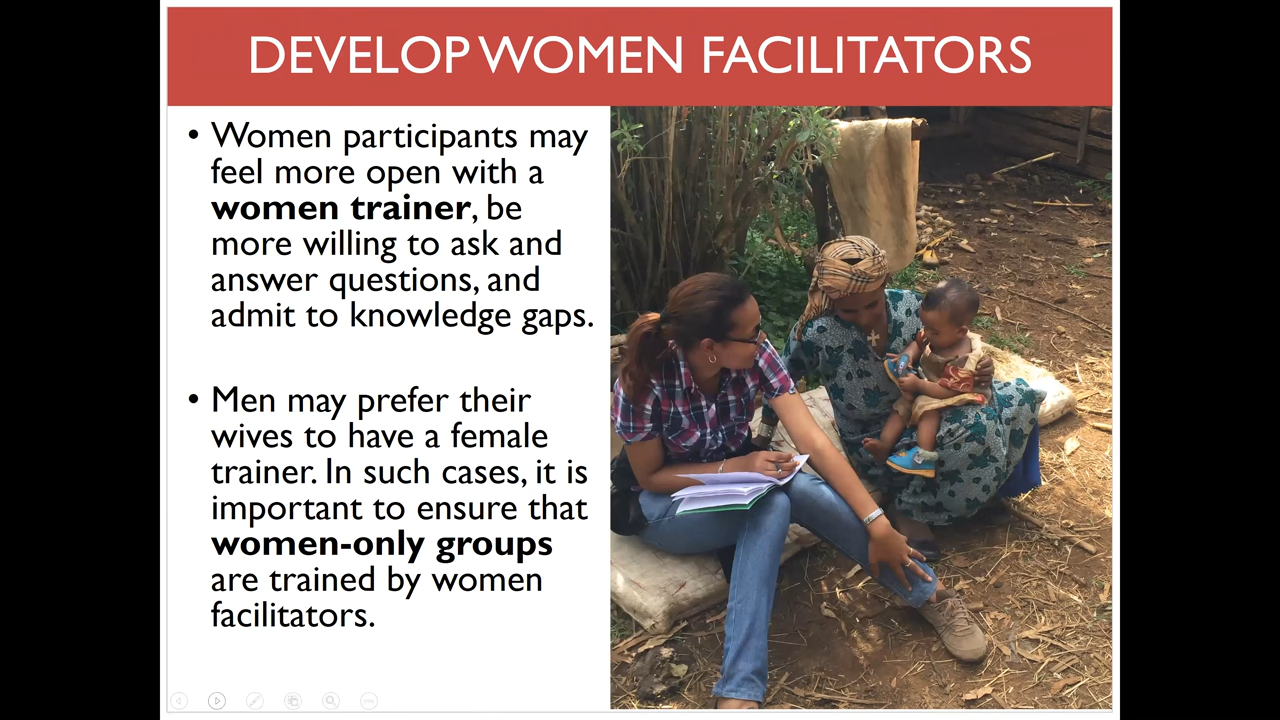 DEVELOP WOMEN FACILITATORS
• Women participants may
feel more open with a
women trainer, be
more willing to ask and
answer questions, and
admit to knowledge gaps.
• Men may prefer their
wives to have a female
trainer. In such cases, it is
important to ensure that
women-only groups
are trained by women
facilitators.